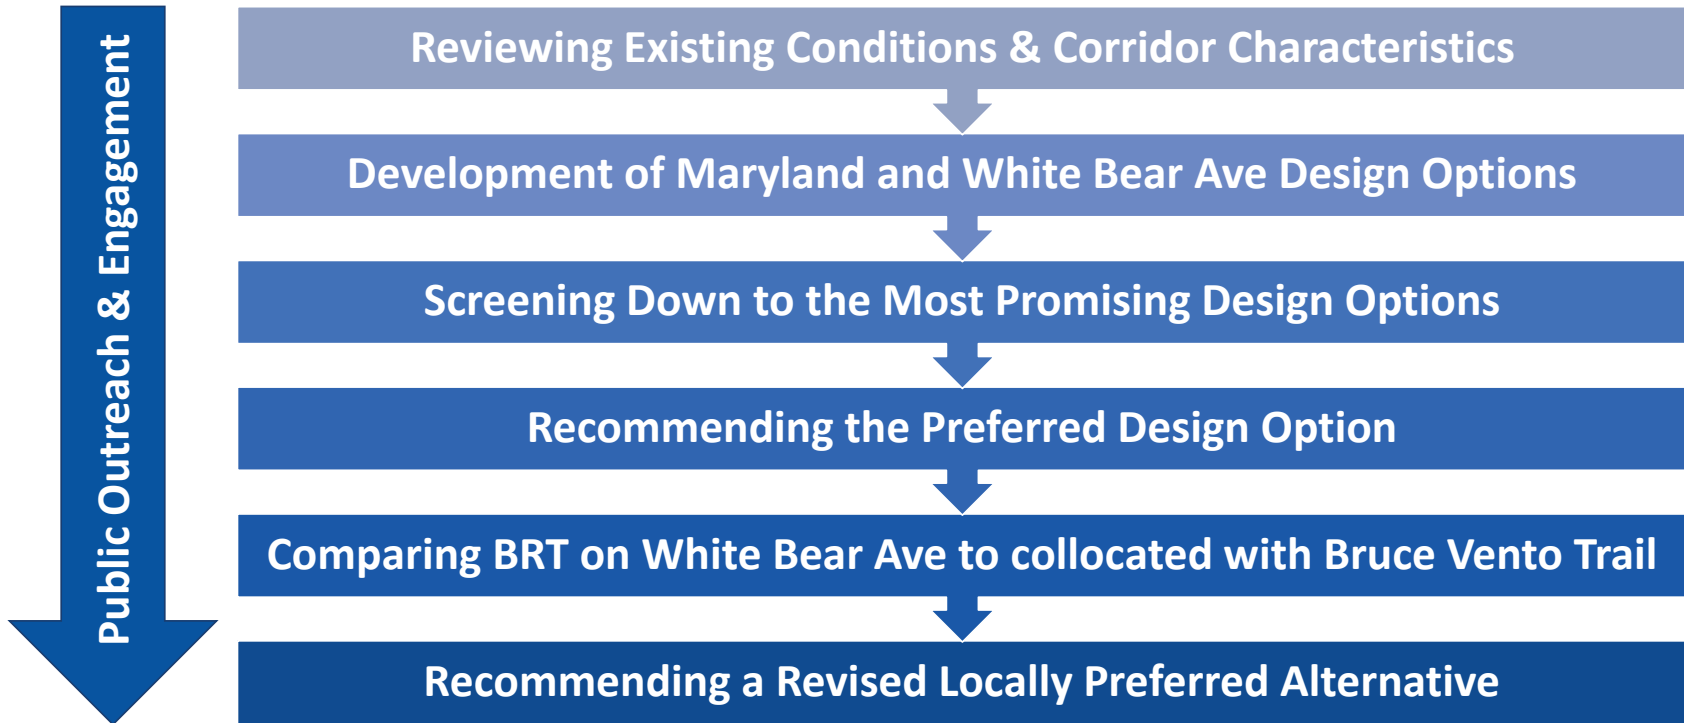 Public Outreach & Engagement
Reviewing Existing Conditions & Corridor Characteristics
Development of Maryland and White Bear Ave Design Options
Screening Down to the Most Promising Design Options
Recommending the Preferred Design Option
Comparing BRT on White Bear Ave to collocated with Bruce Vento Trail
Recommending a Revised Locally Preferred Alternative